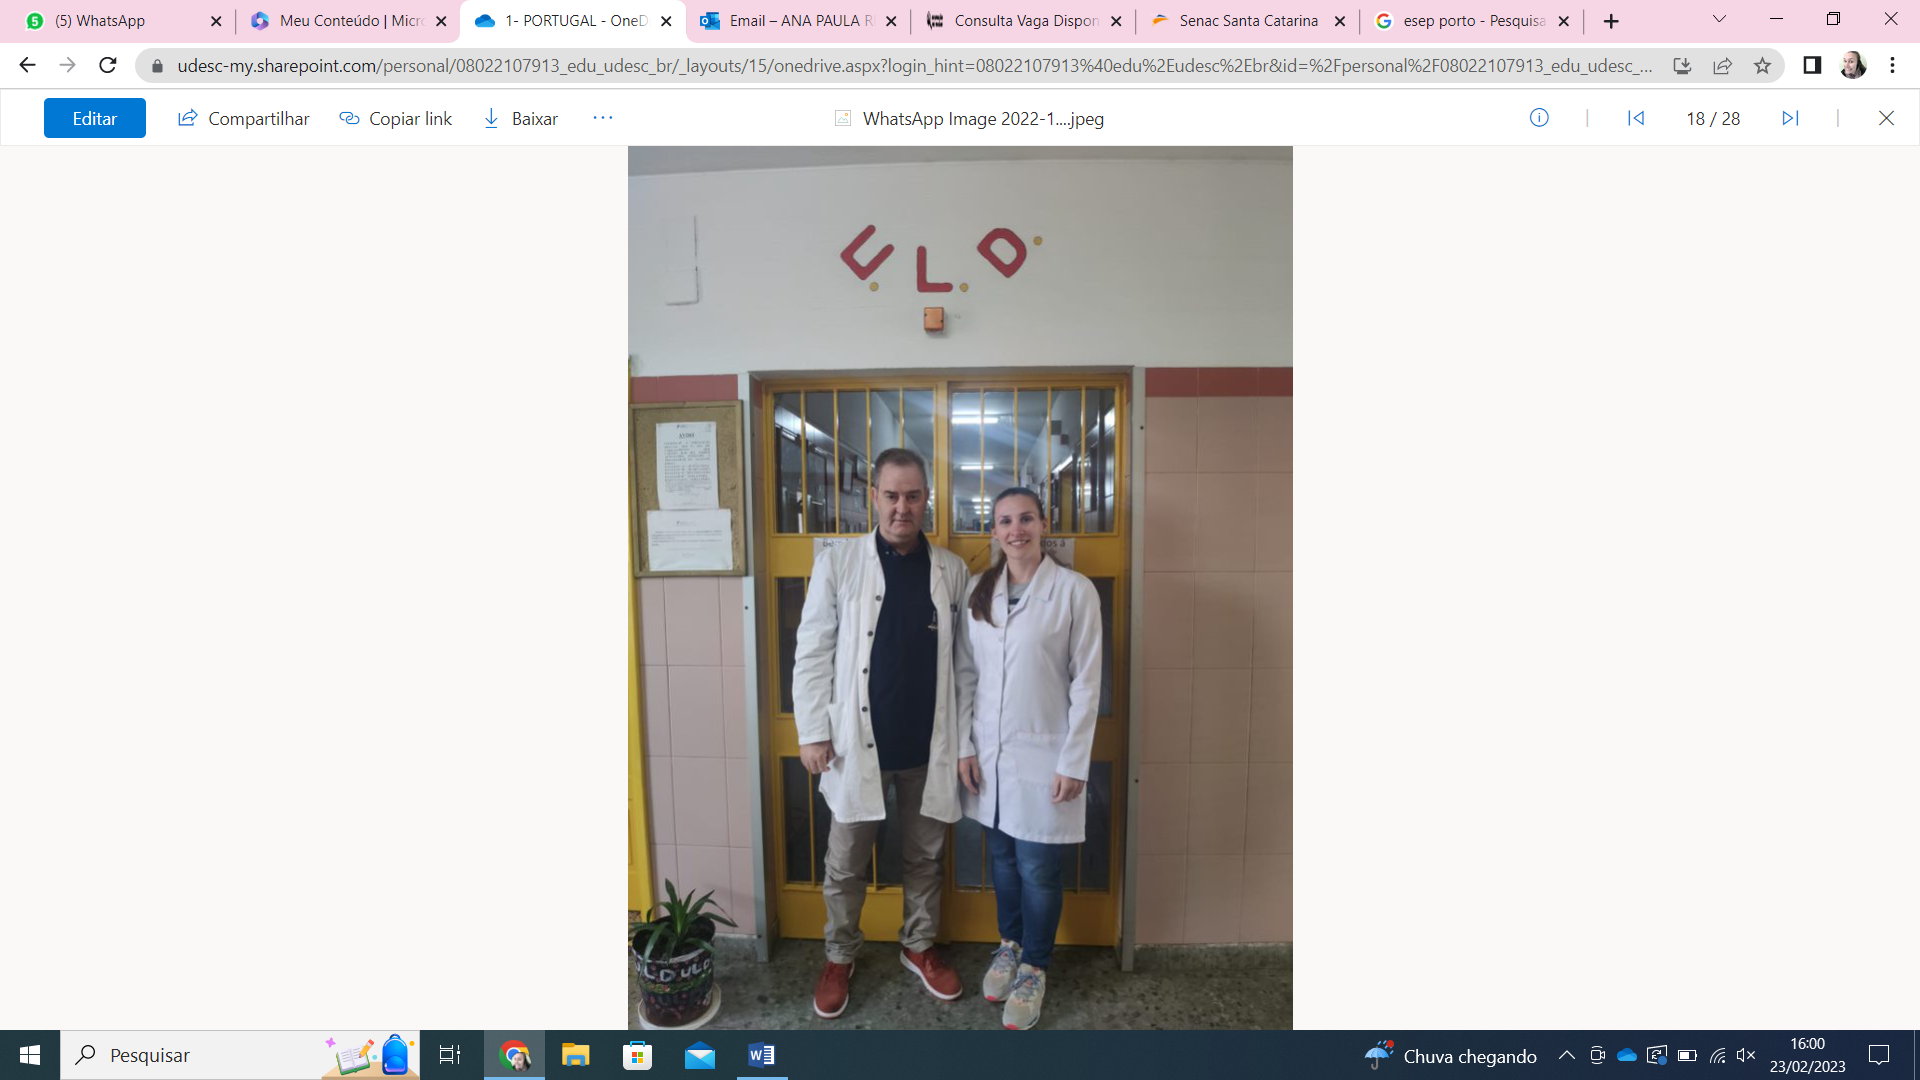 (5) WhatsApp
Meu Conteúdo | Micr
1- PORTUGAL - OneD
Email – ANA PAULA R
Consulta Vaga Dispon
Senac Santa Catarina
esep porto - Pesquisa
udesc-my.sharepoint.com/personal/08022107913_edu_udesc_br/_layouts/15/onedrive.aspx?login_hint=08022107913%40edu%2Eudesc%2Ebr&id=%2Fpersonal%2F08022107913_edu_udesc_...
Editar
Compartilhar
Copiar link
Baixar
WhatsApp Image 2022-1....jpeg
18 / 28
U.L.D.
AVISO
dos à
ULD ULD
Pesquisar
Chuva chegando
16:00
23/02/2023